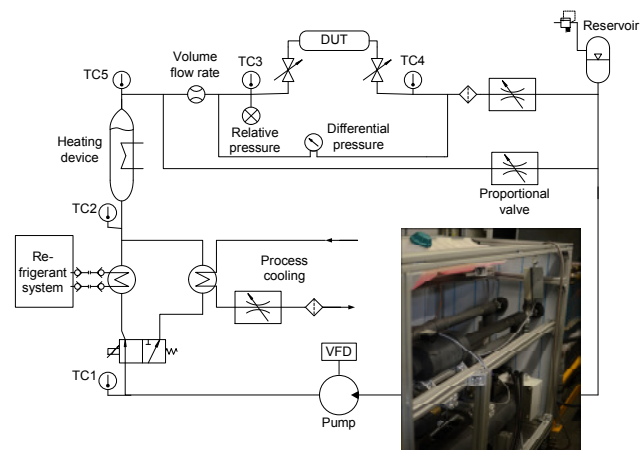 Reservoir
DUT
TC5
Volume
flow rate
TC3
TC4
Relative
pressure
Differential
pressure
Heating
device
Proportional
valve
TC2
Re-
frigerant
system
Process
cooling
VFD
TC1
Pump